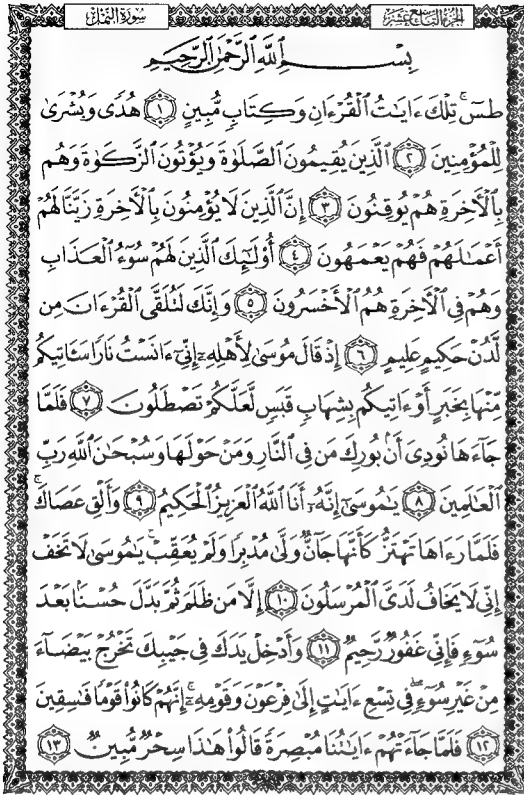 سُورَةُ النَّمْلِ
الجُزْءُ التَّاسِعَ عَشَرَ
بِسْمِ ٱللَّهِ ٱلرَّحْمَٰنِ ٱلرَّحِيمِ
طسٓ ۚ تِلْكَ ءَايَٰتُ ٱلْقُرْءَانِ وَكِتَابٍ مُّبِينٍ ١ هُدًى وَبُشْرَىٰ
لِلْمُؤْمِنِينَ ٢ ٱلَّذِينَ يُقِيمُونَ ٱلصَّلَوٰةَ وَيُؤْتُونَ ٱلزَّكَوٰةَ وَهُم
بِٱلْءَاخِرَةِ هُمْ يُوقِنُونَ ٣ إِنَّ ٱلَّذِينَ لَا يُؤْمِنُونَ بِٱلْءَاخِرَةِ زَيَّنَّا لَهُمْ
أَعْمَٰلَهُمْ فَهُمْ يَعْمَهُونَ ٤ أُو۟لَٰٓئِكَ ٱلَّذِينَ لَهُمْ سُوٓءُ ٱلْعَذَابِ
وَهُمْ فِى ٱلْءَاخِرَةِ هُمُ ٱلْأَخْسَرُونَ ٥ وَإِنَّكَ لَتُلَقَّى ٱلْقُرْءَانَ مِن
لَّدُنْ حَكِيمٍ عَلِيمٍ ٦ إِذْ قَالَ مُوسَىٰ لِأَهْلِهِۦٓ إِنِّىٓ ءَانَسْتُ نَارًا سَـَٔاتِيكُم
مِّنْهَا بِخَبَرٍ أَوْ ءَاتِيكُم بِشِهَابٍ قَبَسٍ لَّعَلَّكُمْ تَصْطَلُونَ ٧ فَلَمَّا
جَآءَهَا نُودِىَ أَنۢ بُورِكَ مَن فِى ٱلنَّارِ وَمَنْ حَوْلَهَا وَسُبْحَٰنَ ٱللَّهِ رَبِّ
ٱلْعَٰلَمِينَ ٨ يَٰمُوسَىٰٓ إِنَّهُۥٓ أَنَا ٱللَّهُ ٱلْعَزِيزُ ٱلْحَكِيمُ ٩ وَأَلْقِ عَصَاكَ ۚ
فَلَمَّا رَءَاهَا تَهْتَزُّ كَأَنَّهَا جَآنٌّ وَلَّىٰ مُدْبِرًا وَلَمْ يُعَقِّبْ ۚ يَٰمُوسَىٰ لَا تَخَفْ
إِنِّى لَا يَخَافُ لَدَىَّ ٱلْمُرْسَلُونَ ١٠ إِلَّا مَن ظَلَمَ ثُمَّ بَدَّلَ حُسْنًۢا بَعْدَ
سُوٓءٍ فَإِنِّى غَفُورٌ رَّحِيمٌ ١١ وَأَدْخِلْ يَدَكَ فِى جَيْبِكَ تَخْرُجْ بَيْضَآءَ
مِنْ غَيْرِ سُوٓءٍ ۖ فِى تِسْعِ ءَايَٰتٍ إِلَىٰ فِرْعَوْنَ وَقَوْمِهِۦٓ ۚ إِنَّهُمْ كَانُوا۟ قَوْمًا فَٰسِقِينَ
١٢ فَلَمَّا جَآءَتْهُمْ ءَايَٰتُنَا مُبْصِرَةً قَالُوا۟ هَٰذَا سِحْرٌ مُّبِينٌ ١٣